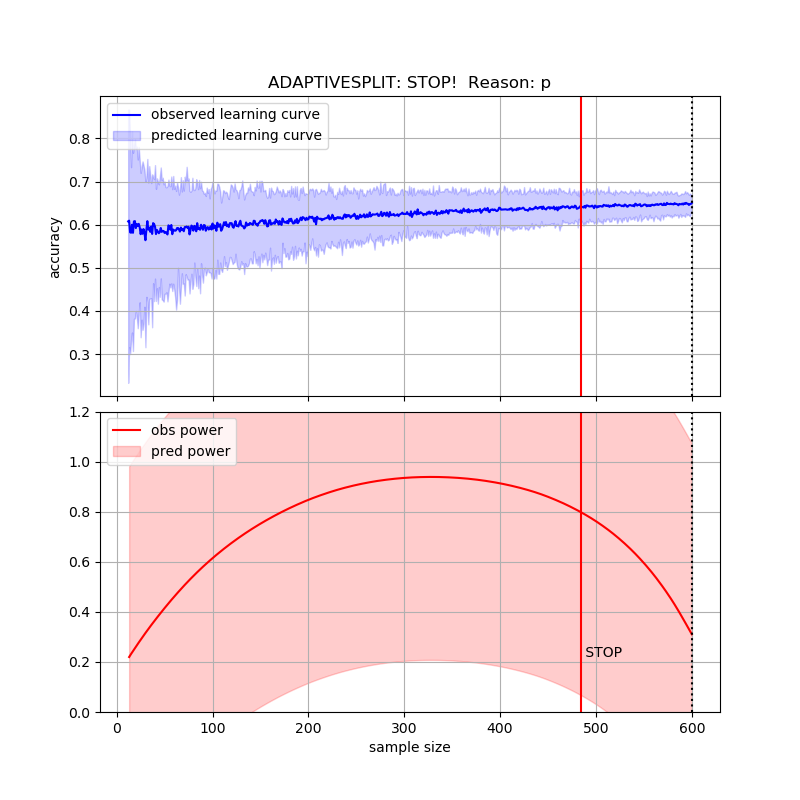 ADAPTIVESPLIT: STOP!  Reason: p
observed learning curve
predicted learning curve
accuracy
0.8
0.7
0.6
0.5
0.4
0.3
obs power
pred power
1.2
1.0
0.8
0.6
0.4
0.2
0.0
STOP
0 100 200 300 400 500 600
sample size